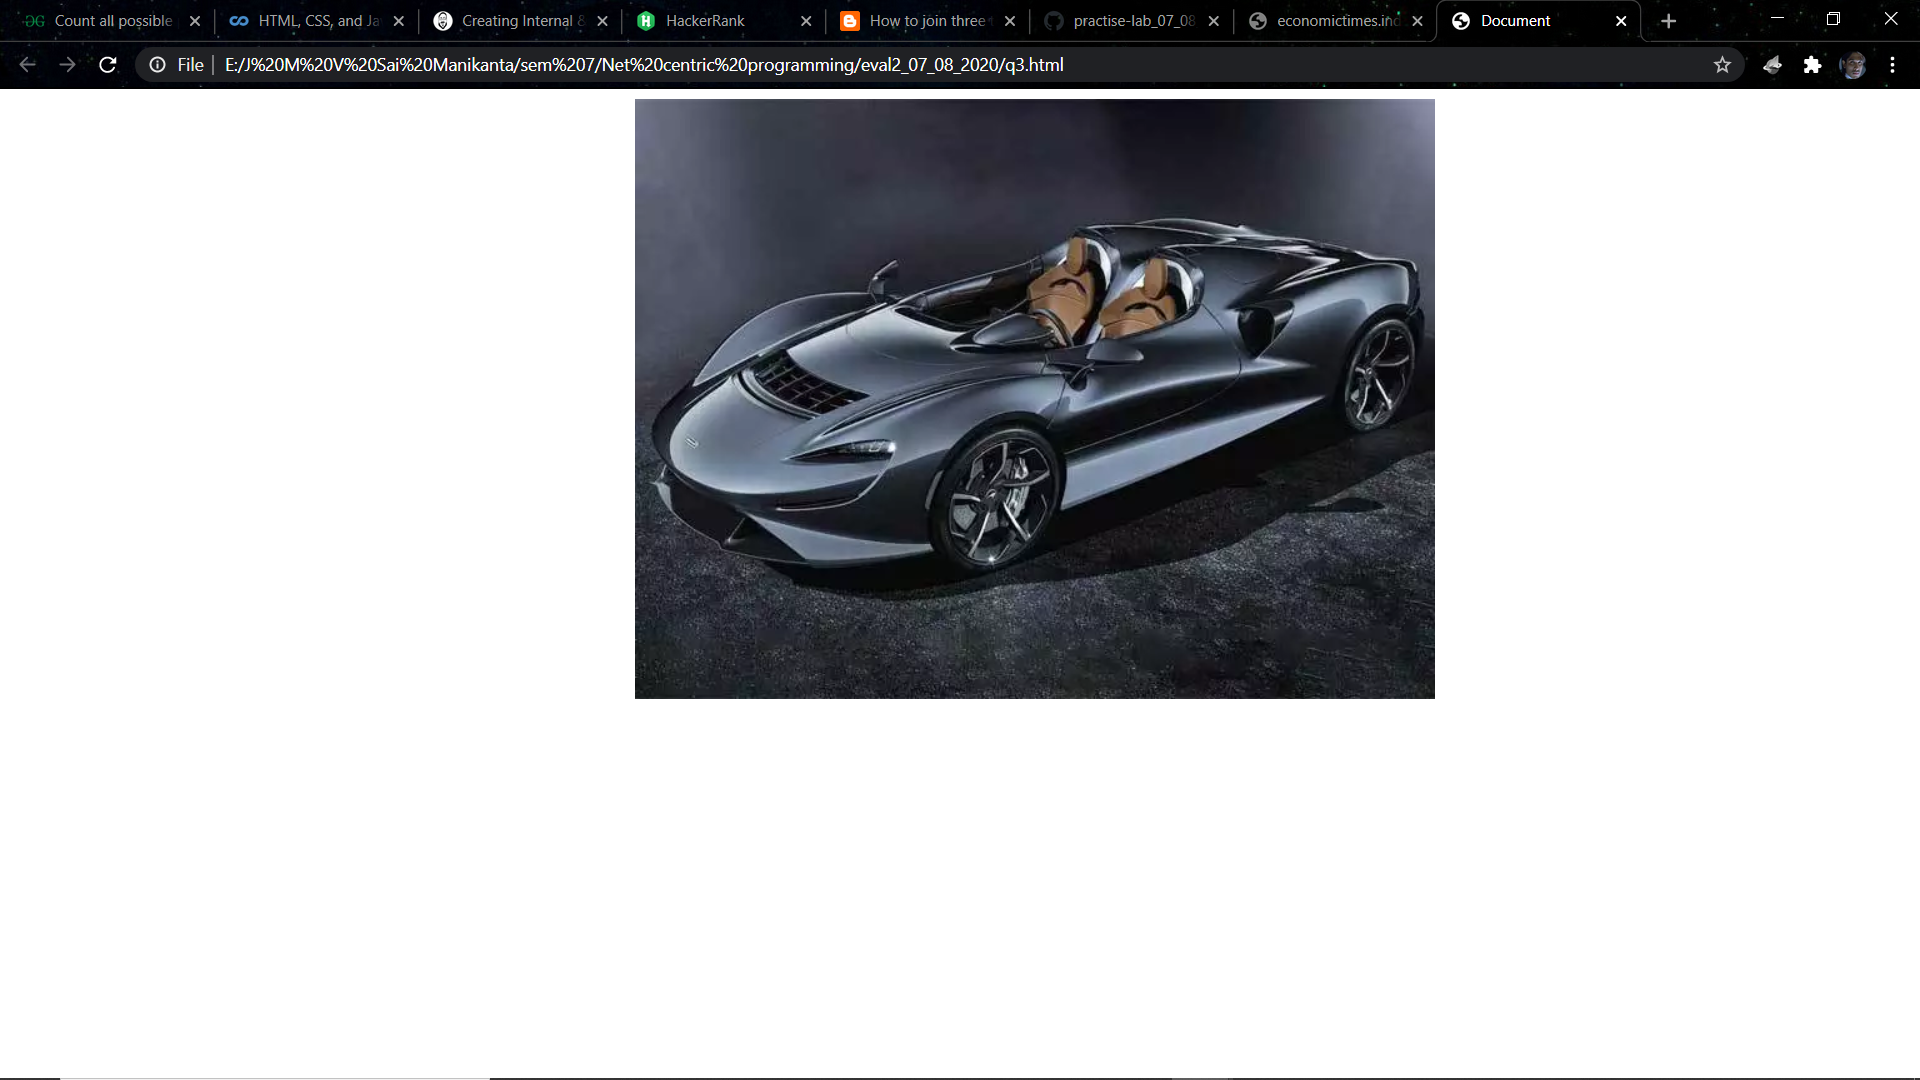 Count all possible
HTML, CSS, and Ja
Creating Internal &
HackerRank
How to join three
practise-lab_07_08
economictimes.ind
Document
File
E:/J%20M%20V%20Sai%20Manikanta/sem%207/Net%20centric%20programming/eval2_07_08_2020/q3.html